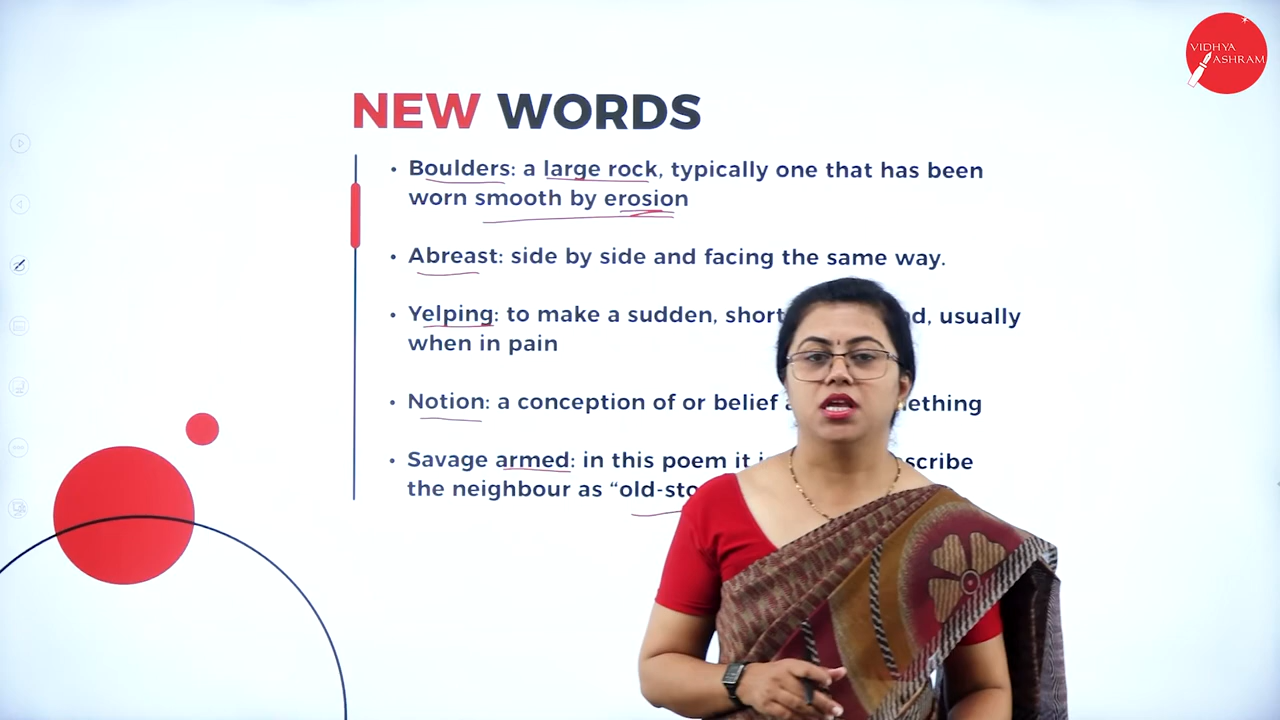 VIDHYA
ASHRAM
NEW WORDS
• Boulders: a large rock, typically one that has been
worn smooth by erosion
• Abreast: side by side and facing the same way.
• Yelping: to make a sudden, short usually
when in pain
• Notion: a conception of or belief
• Savage armed: in this poem it
the neighbour as “old-sto